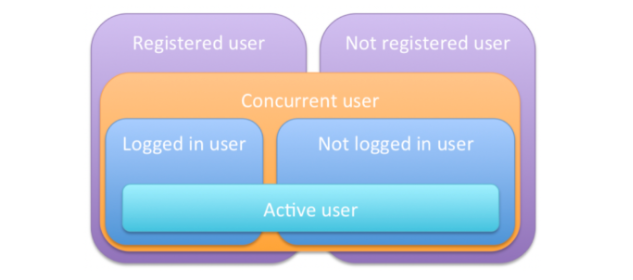 Registered user
Not registered user
Concurrent user
Logged in user
Not logged in user
Active user